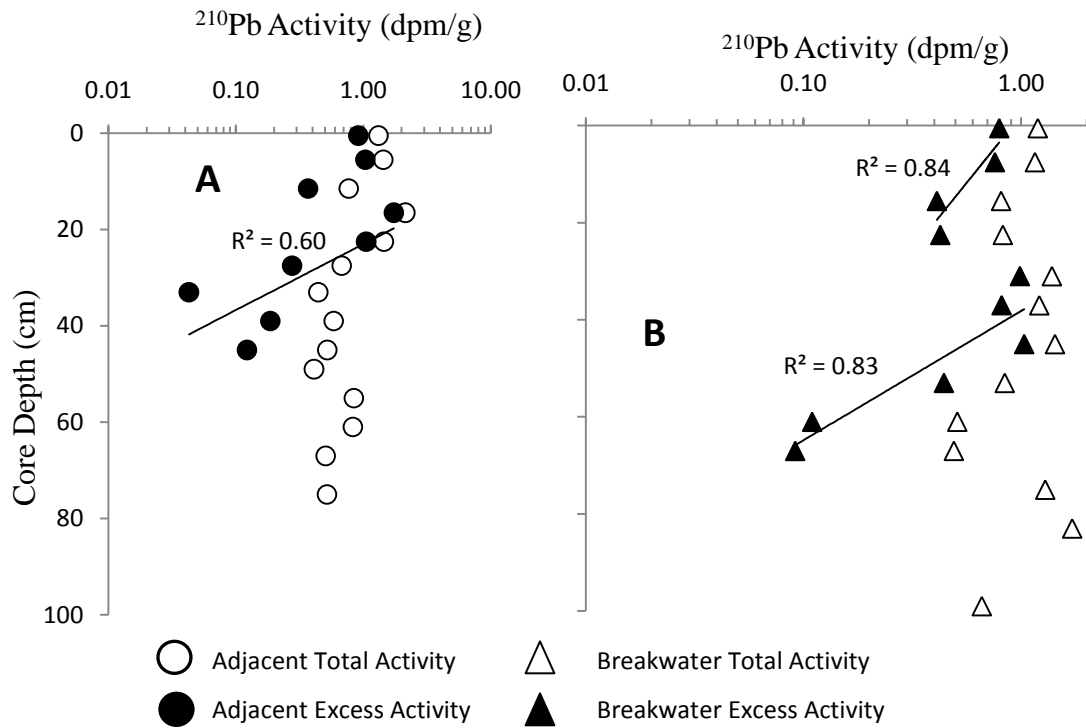 ²¹⁰Pb Activity (dpm/g)
0.01 0.10 1.00 10.00
0
20
40
60
80
100
Core Depth (cm)
A
R² = 0.60
²¹⁰Pb Activity (dpm/g)
0.01 0.10 1.00
R² = 0.84
B
R² = 0.83
Adjacent Total Activity
Breakwater Total Activity
Adjacent Excess Activity
Breakwater Excess Activity